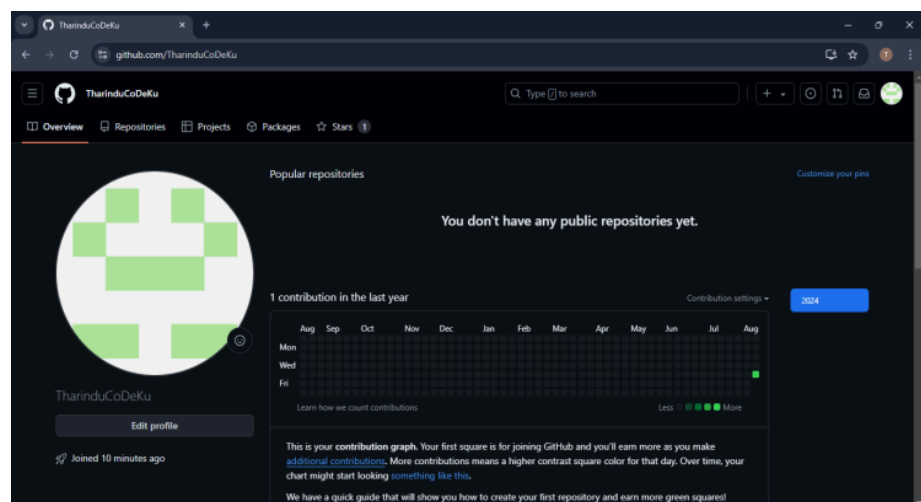 TharinduCoDeKu
github.com/TharinduCoDeKu
T
TharinduCoDeKu
Type / to search
Overview Repositories Projects Packages Stars 1
Popular repositories
Customize your pins
You don't have any public repositories yet.
1 contribution in the last year
Contribution settings
2024
Aug Sep Oct Nov Dec Jan Feb Mar Apr May Jun Jul Aug
Mon
Wed
Fri
Learn how we count contributions
Less More
TharinduCoDeKu
Edit profile
Joined 10 minutes ago
This is your contribution graph. Your first square is for joining GitHub and you'll earn more as you make
additional contributions. More contributions means a higher contrast square color for that day. Over time, your
chart might start looking something like this.
We have a quick guide that will show you how to create your first repository and earn more green squares!